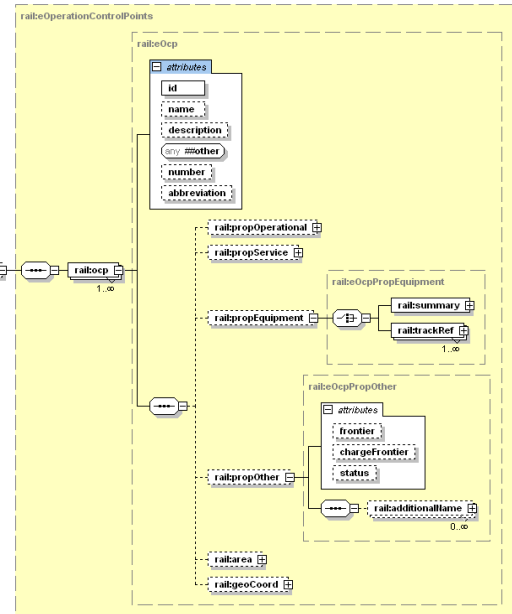 rail:eOperationControlPoints
rail:eOcp
attributes
id
name
description
any ##other
number
abbreviation
rail:ocp
1..∞
rail:propOperational
rail:propService
rail:eOcpPropEquipment
rail:propEquipment
rail:summary
rail:trackRef
1..∞
rail:eOcpPropOther
attributes
frontier
chargeFrontier
status
rail:propOther
rail:additionalName
0..∞
rail:area
rail:geoCoord